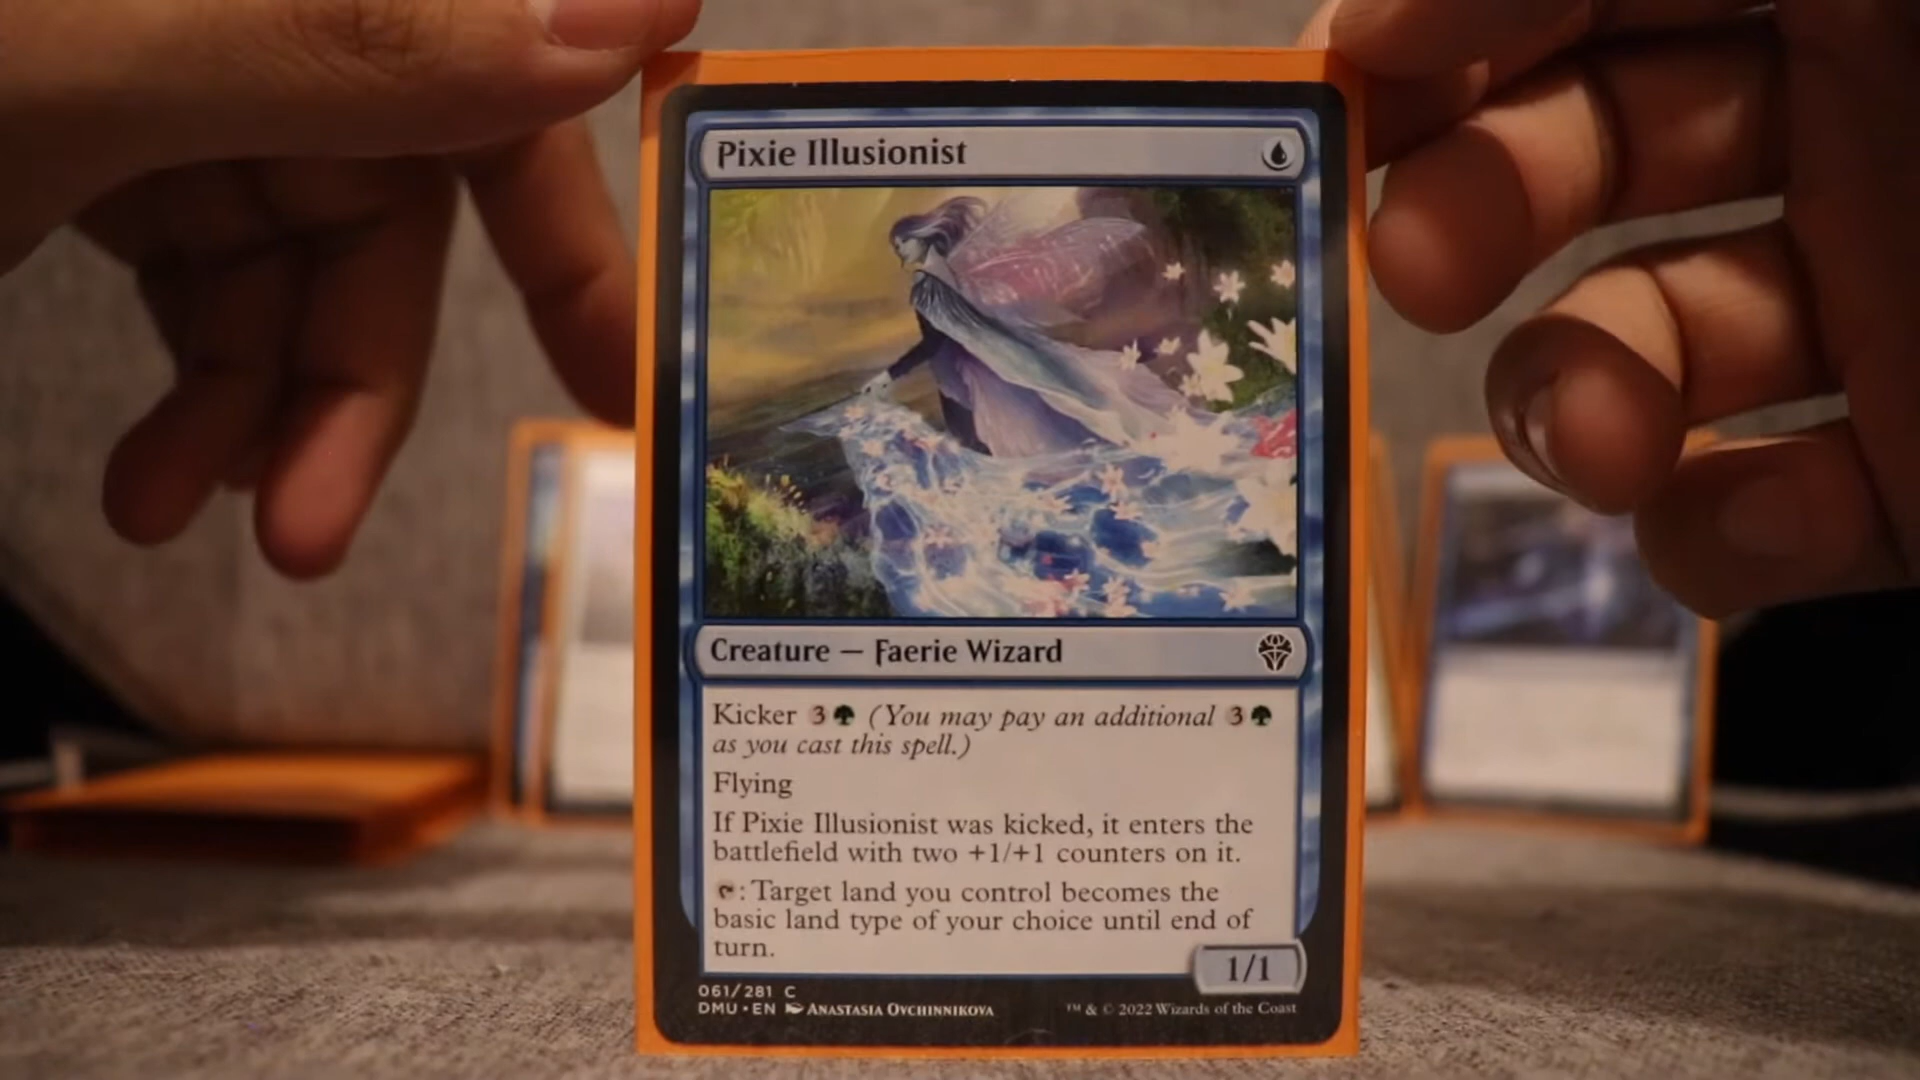 Pixie Illusionist
Creature — Faerie Wizard
Kicker 3 (You may pay an additional 3
as you cast this spell.)
Flying
If Pixie Illusionist was kicked, it enters the
battlefield with two +1/+1 counters on it.
: Target land you control becomes the
basic land type of your choice until end of
turn.
1/1
061/281 C
DMU • EN ANASTASIA OVCHINNIKOVA
™ & © 2022 Wizards of the Coast